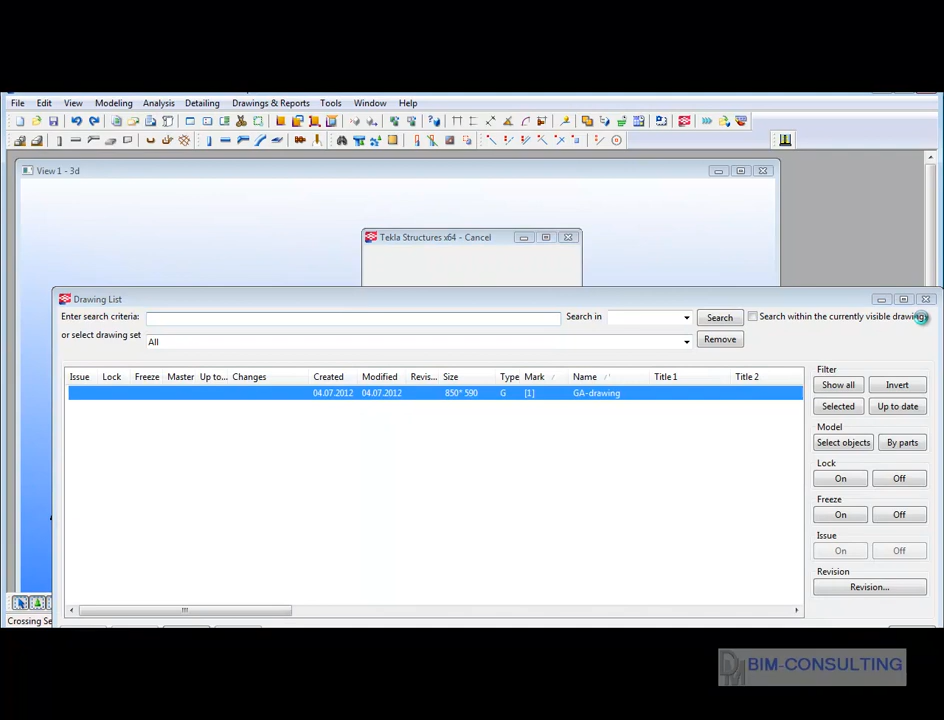 File Edit View Modeling Analysis Detailing Drawings & Reports Tools Window Help
View 1 - 3d
Tekla Structures x64 - Cancel
Drawing List
Enter search criteria: Search in Search Search within the currently visible drawings
or select drawing set All Remove
Issue Lock Freeze Master Up to... Changes Created Modified Revis... Size Type Mark Name Title 1 Title 2
04.07.2012 04.07.2012 850*590 G [1] GA-drawing
Filter
Show all Invert
Selected Up to date
Model
Select objects By parts
Lock
On Off
Freeze
On Off
Issue
On Off
Revision
Revision...
Crossing Se
DM BIM-CONSULTING